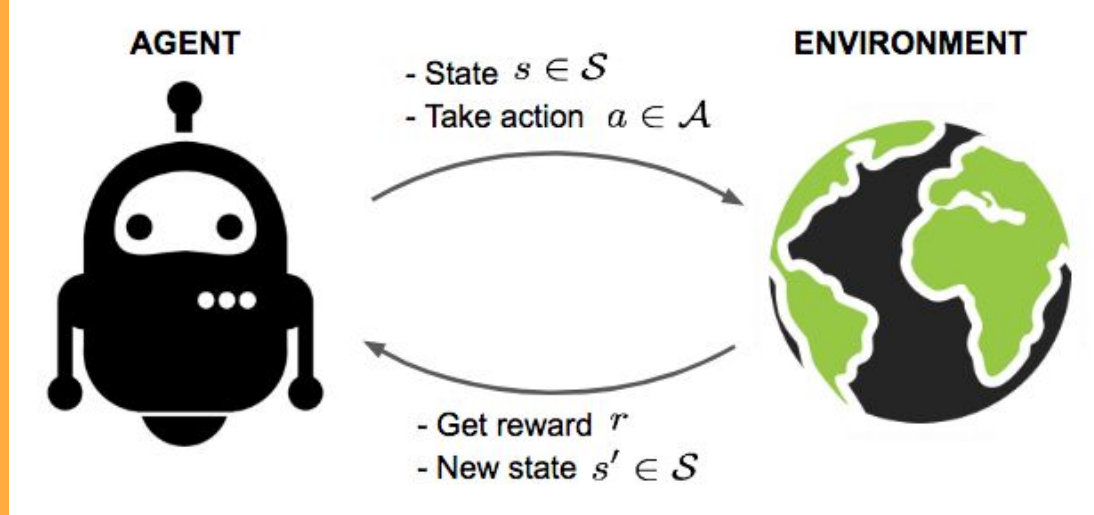 AGENT
ENVIRONMENT
- State s ∈ 𝒮
- Take action a ∈ 𝒜
- Get reward r
- New state s′ ∈ 𝒮